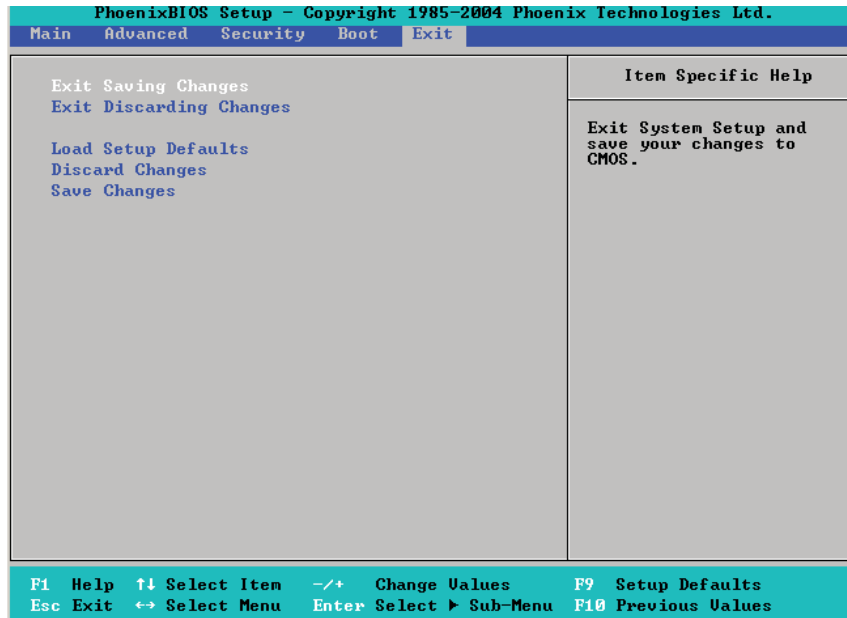 PhoenixBIOS Setup - Copyright 1985-2004 Phoenix Technologies Ltd.
Main Advanced Security Boot Exit
Exit Saving Changes
Exit Discarding Changes
Load Setup Defaults
Discard Changes
Save Changes
Item Specific Help
Exit System Setup and
save your changes to
CMOS.
F1 Help ↑↓ Select Item -/+ Change Values F9 Setup Defaults
Esc Exit ↔ Select Menu Enter Select ▶ Sub-Menu F10 Previous Values